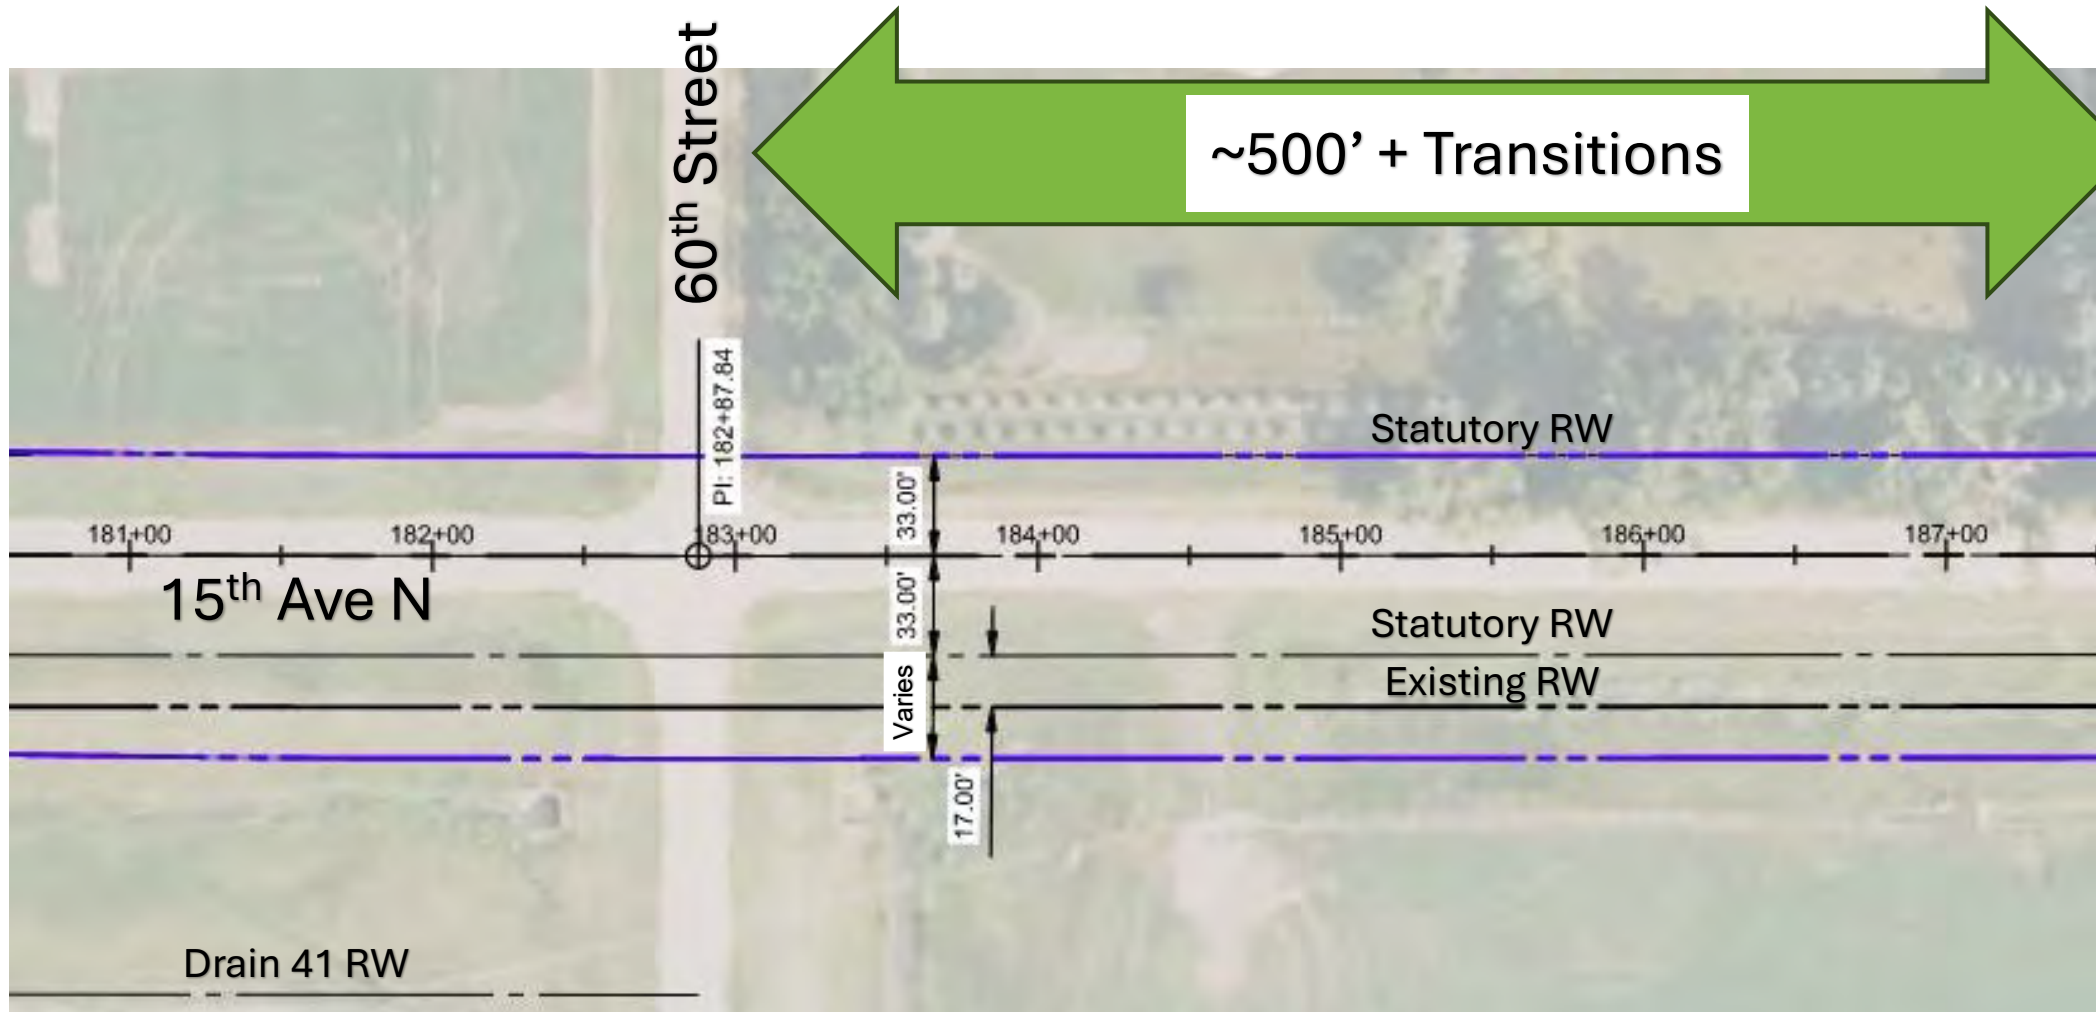 60th Street
~500’ + Transitions
PI: 182+87.84
Statutory RW
33.00'
181+00
182+00
183+00
184+00
185+00
186+00
187+00
15th Ave N
33.00'
Statutory RW
Existing RW
Varies
17.00'
Drain 41 RW